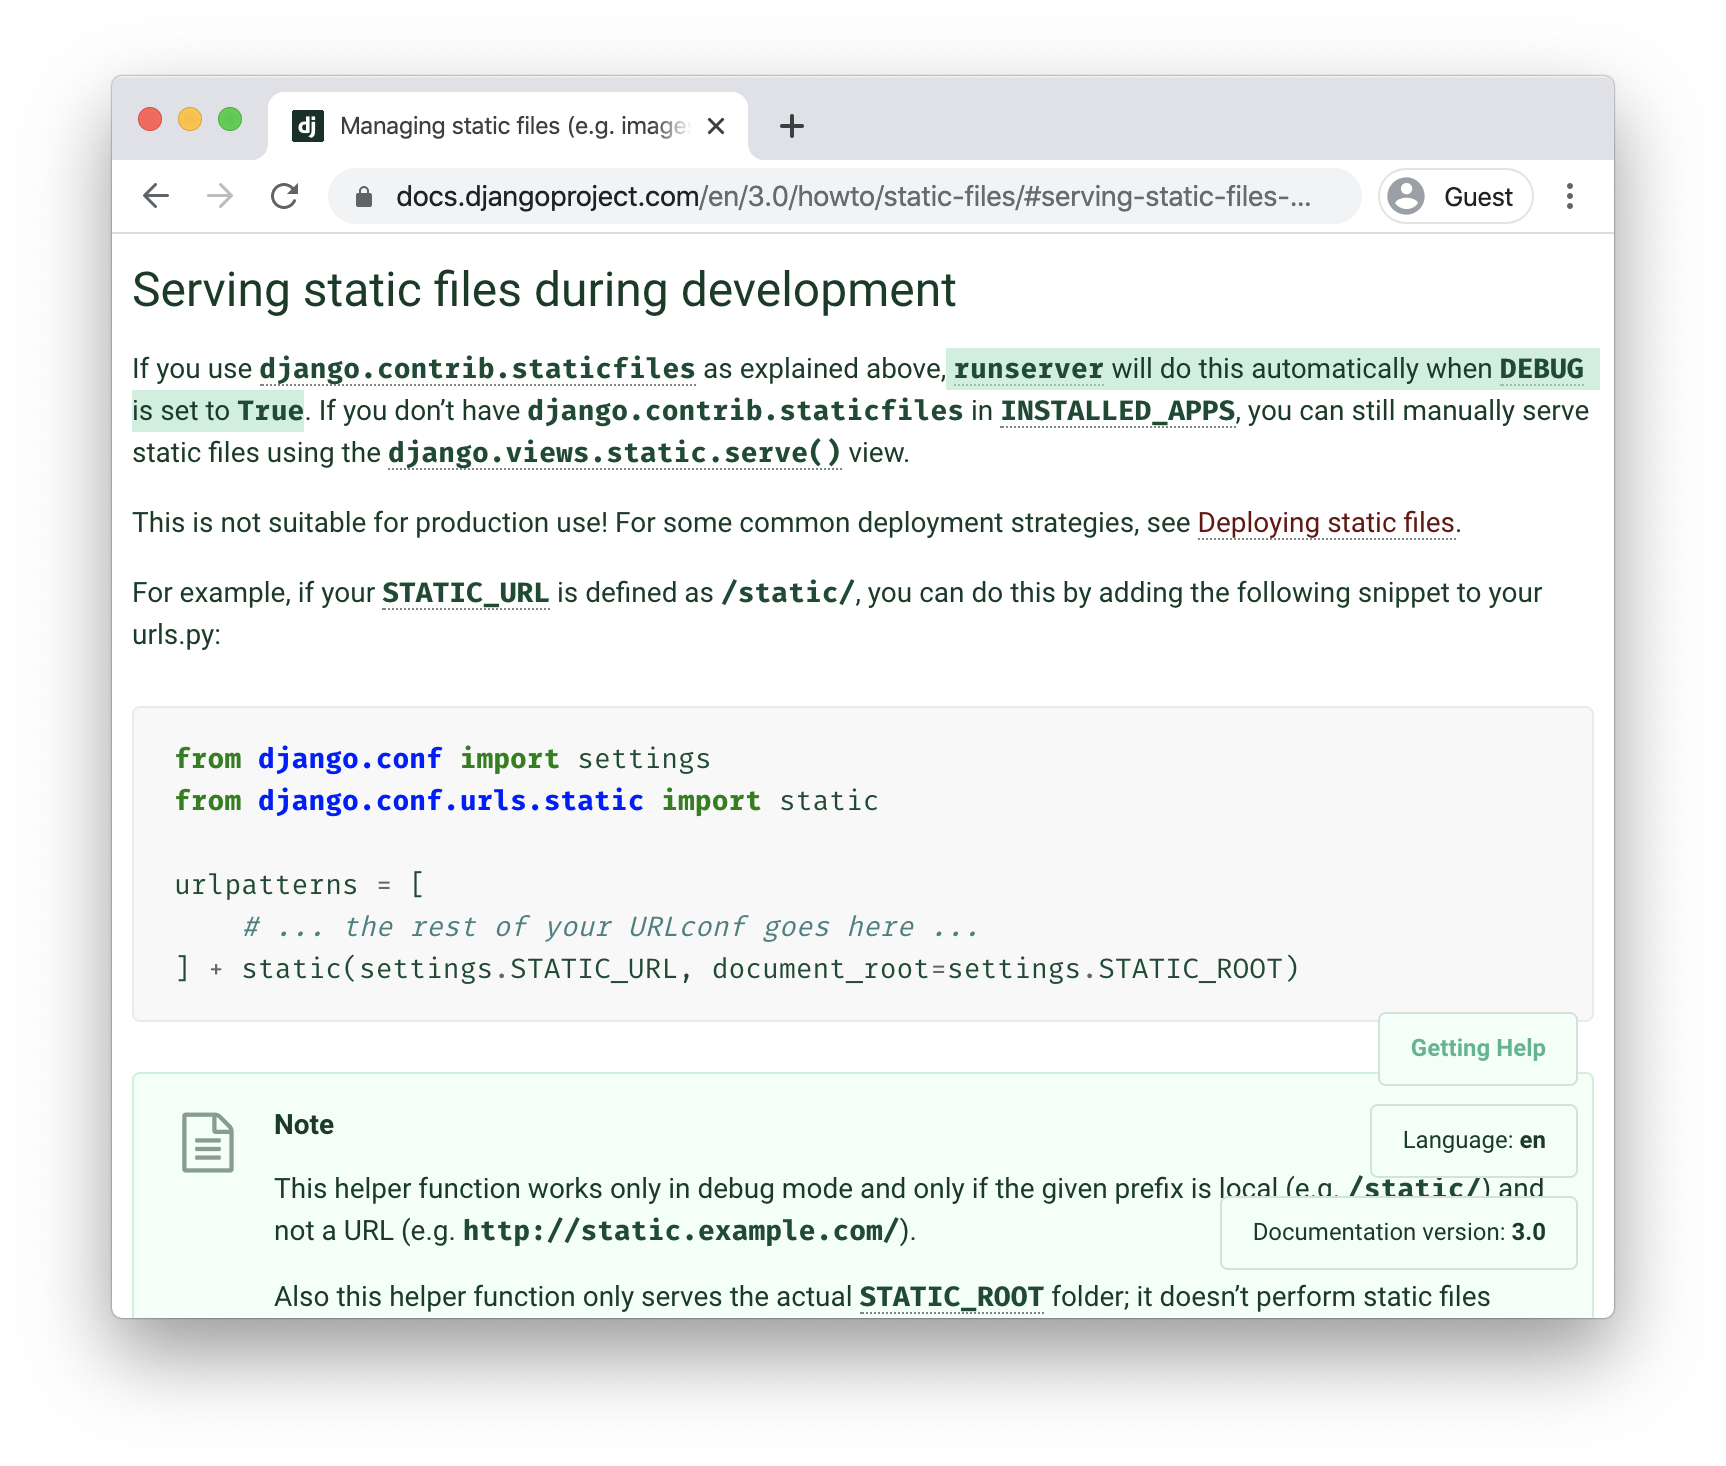 dj Managing static files (e.g. image
docs.djangoproject.com/en/3.0/howto/static-files/#serving-static-files-... Guest
Serving static files during development
If you use django.contrib.staticfiles as explained above, runserver will do this automatically when DEBUG
is set to True. If you don’t have django.contrib.staticfiles in INSTALLED_APPS, you can still manually serve
static files using the django.views.static.serve() view.
This is not suitable for production use! For some common deployment strategies, see Deploying static files.
For example, if your STATIC_URL is defined as /static/, you can do this by adding the following snippet to your
urls.py:
from django.conf import settings
from django.conf.urls.static import static
urlpatterns = [
    # ... the rest of your URLconf goes here ...
] + static(settings.STATIC_URL, document_root=settings.STATIC_ROOT)
Getting Help
Note
Language: en
This helper function works only in debug mode and only if the given prefix is local (e.g. /static/) and
not a URL (e.g. http://static.example.com/).
Documentation version: 3.0
Also this helper function only serves the actual STATIC_ROOT folder; it doesn’t perform static files